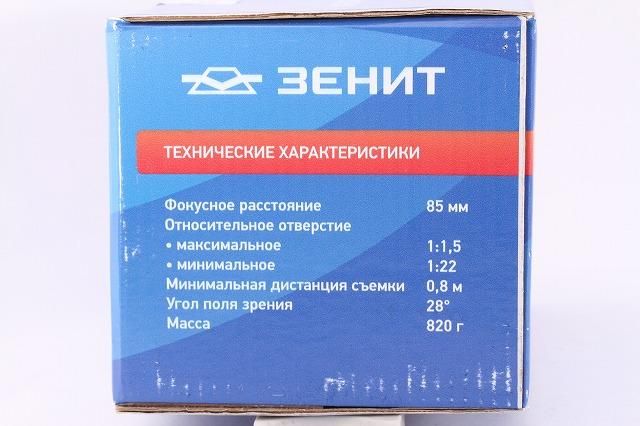 ЗЕНИТ
ТЕХНИЧЕСКИЕ ХАРАКТЕРИСТИКИ
Фокусное расстояние 85 мм
Относительное отверстие
• максимальное 1:1,5
• минимальное 1:22
Минимальная дистанция съемки 0,8 м
Угол поля зрения 28°
Масса 820 г